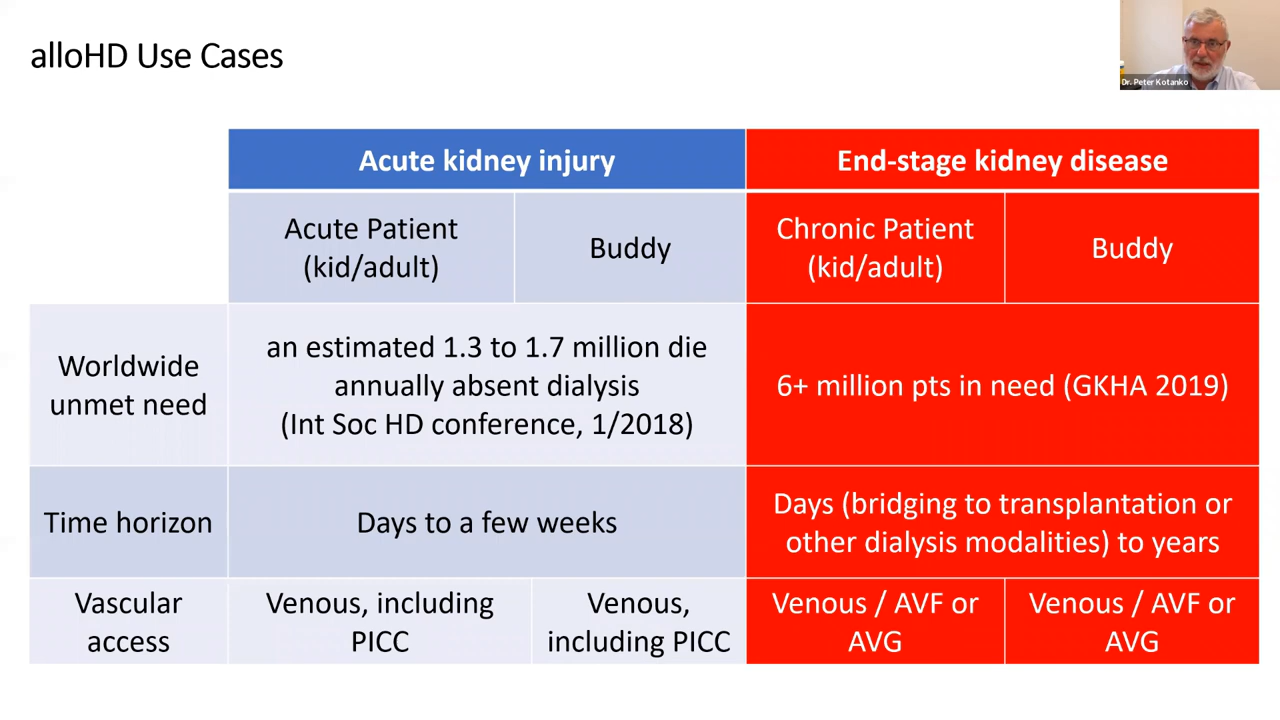 alloHD Use Cases
Dr. Peter Kotanko
Acute kidney injury
End-stage kidney disease
Acute Patient
(kid/adult)
Buddy
Chronic Patient
(kid/adult)
Buddy
Worldwide
unmet need
an estimated 1.3 to 1.7 million die
annually absent dialysis
(Int Soc HD conference, 1/2018)
6+ million pts in need (GKHA 2019)
Time horizon
Days to a few weeks
Days (bridging to transplantation or
other dialysis modalities) to years
Vascular
access
Venous, including
PICC
Venous,
including PICC
Venous / AVF or
AVG
Venous / AVF or
AVG